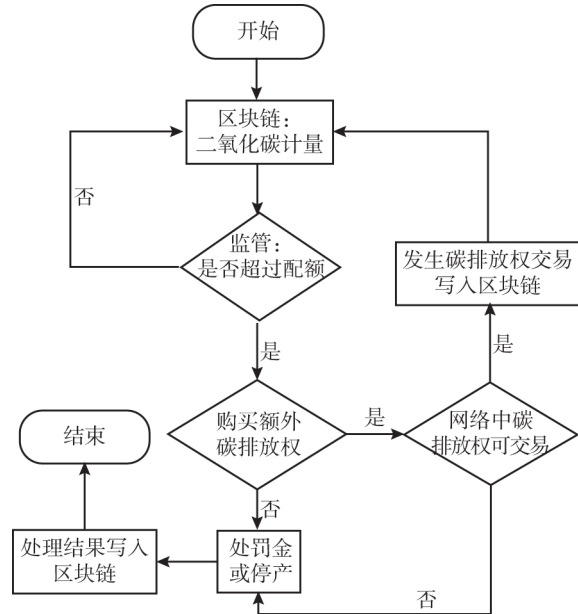 开始
区块链：
二氧化碳计量
否
监管：
是否超过配额
发生碳排放权交易
写入区块链
是
是
购买额外
碳排放权
是
网络中碳
排放权可交易
结束
否
处理结果写入
区块链
处罚金
或停产
否